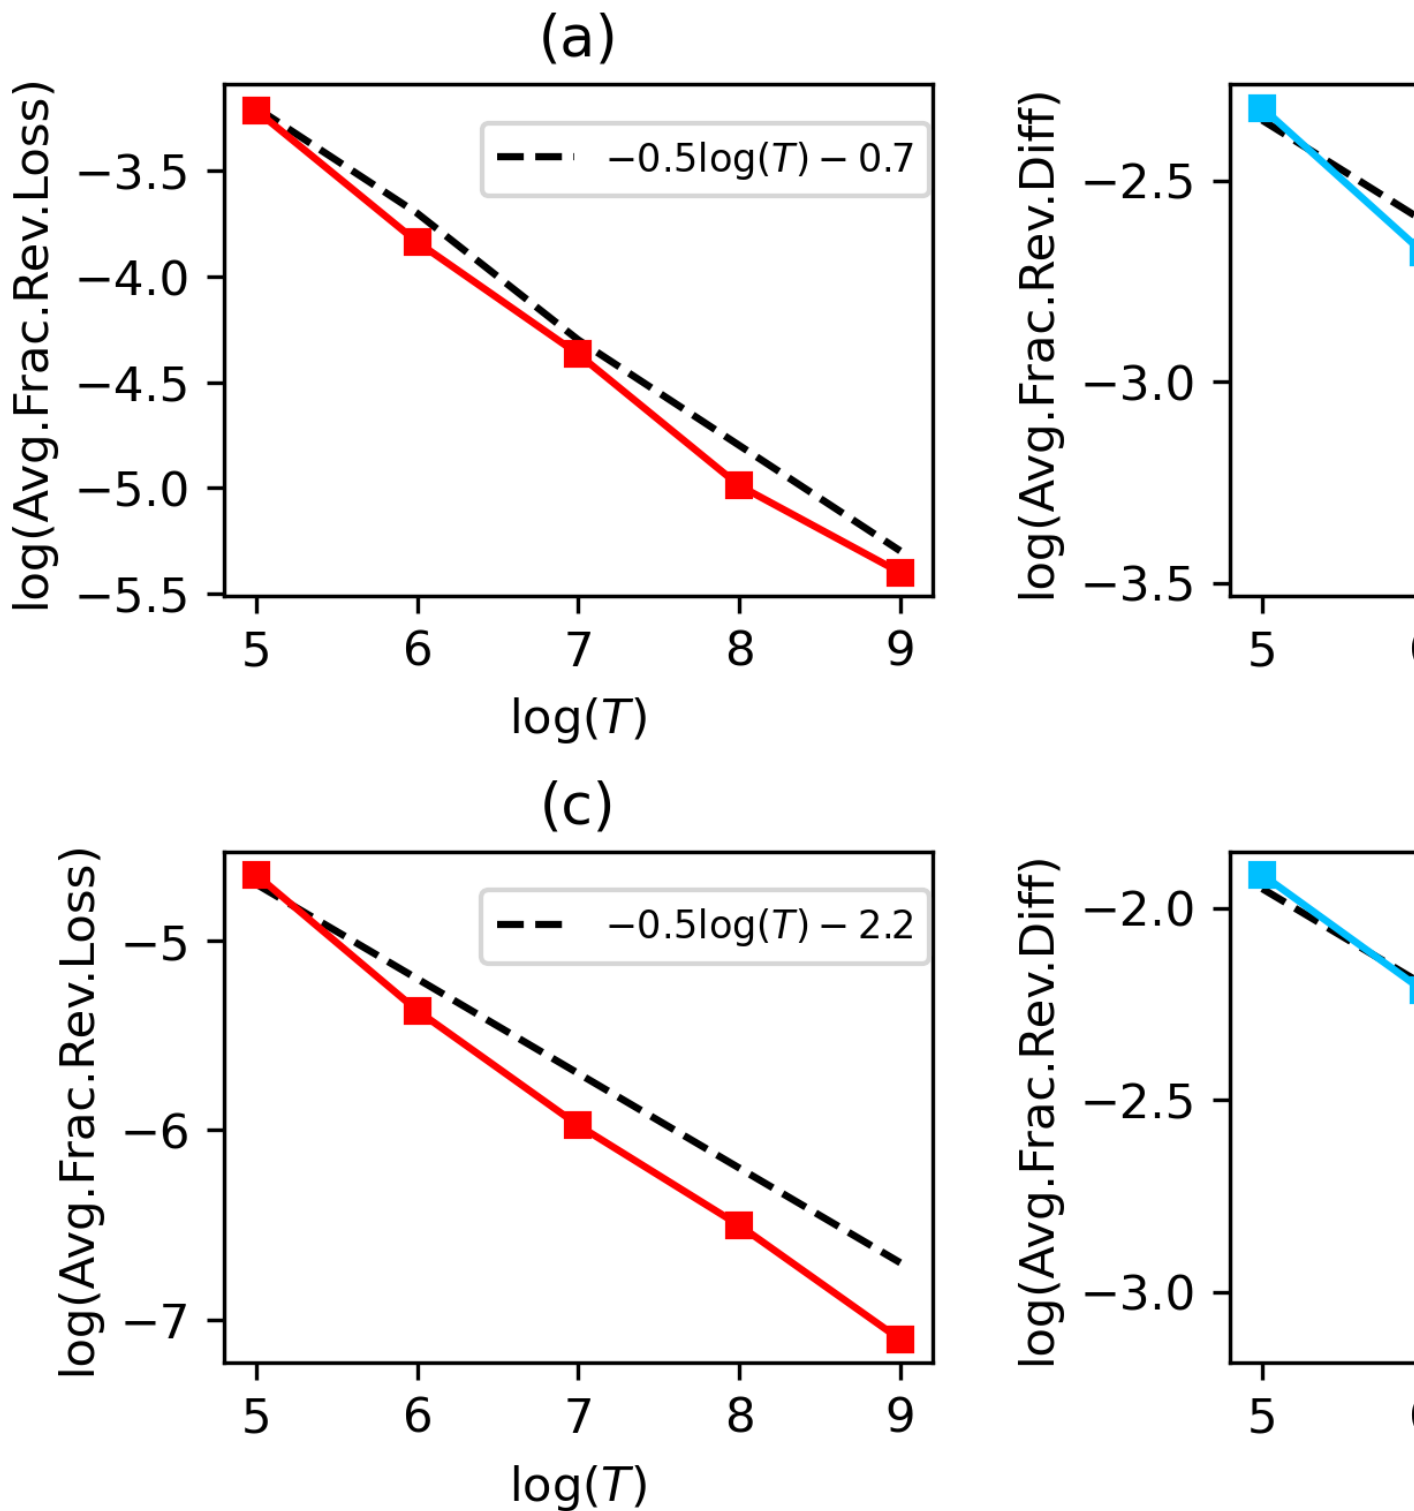 (a)
log(Avg.Frac.Rev.Loss)
−3.5
−4.0
−4.5
−5.0
−5.5
−0.5log(T) − 0.7
5 6 7 8 9
log(T)
log(Avg.Frac.Rev.Diff)
−2.5
−3.0
−3.5
5
(c)
log(Avg.Frac.Rev.Loss)
−5
−6
−7
−0.5log(T) − 2.2
5 6 7 8 9
log(T)
log(Avg.Frac.Rev.Diff)
−2.0
−2.5
−3.0
5